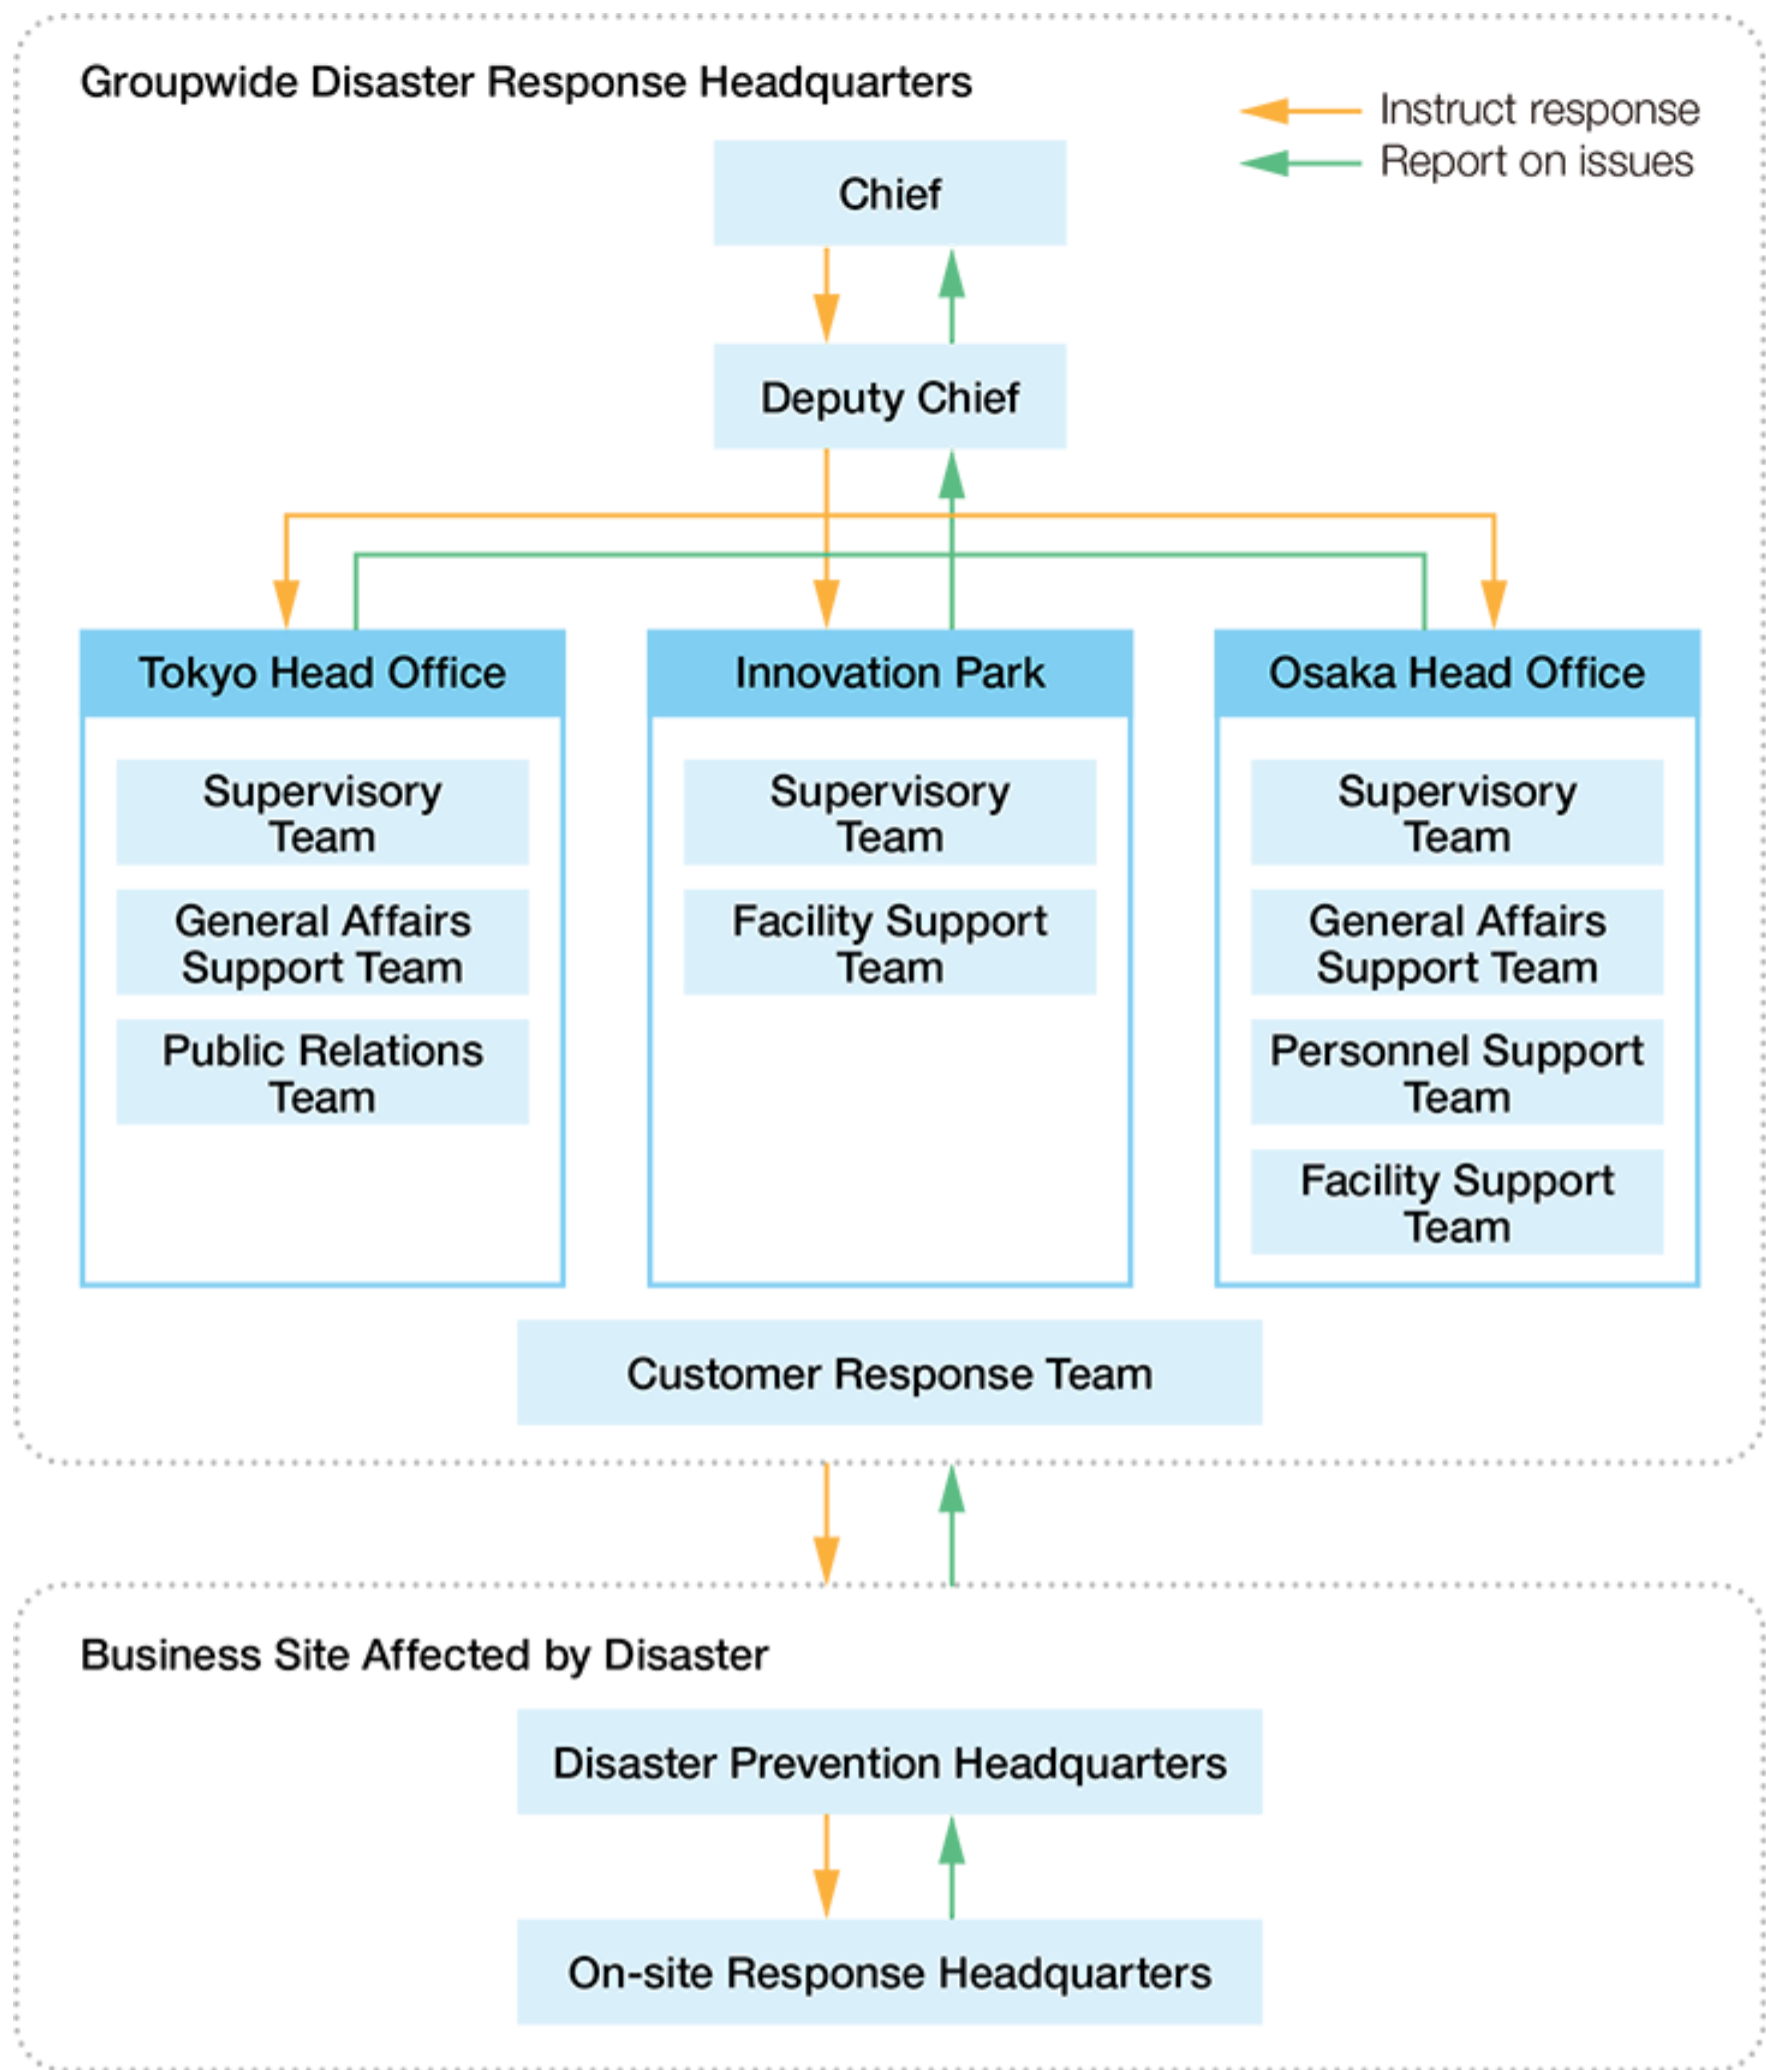 Groupwide Disaster Response Headquarters
Instruct response
Report on issues
Chief
Deputy Chief
Tokyo Head Office
Supervisory
Team
General Affairs
Support Team
Public Relations
Team
Innovation Park
Supervisory
Team
Facility Support
Team
Osaka Head Office
Supervisory
Team
General Affairs
Support Team
Personnel Support
Team
Facility Support
Team
Customer Response Team
Business Site Affected by Disaster
Disaster Prevention Headquarters
On-site Response Headquarters